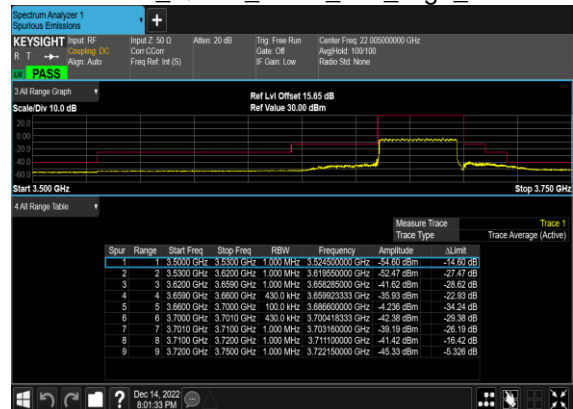 Spectrum Analyzer 1
Spurious Emissions
+
KEYSIGHT Input: RF Input Z: 50 Ω Atten: 20 dB Trig: Free Run Center Freq: 22.005000000 GHz
R T Coupling: DC Corr CCorr Gate: Off Avg|Hold: 100/100
Align: Auto Freq Ref: Int (S) IF Gain: Low Radio Std: None
PASS
3 All Range Graph
Ref Lvl Offset 15.65 dB
Scale/Div 10.0 dB Ref Value 30.00 dBm
20.0
0.00
-20.0
-40.0
-60.0
Start 3.500 GHz Stop 3.750 GHz
4 All Range Table
Measure Trace Trace 1
Trace Type Trace Average (Active)
Spur Range Start Freq Stop Freq RBW Frequency Amplitude ΔLimit
1 1 3.5000 GHz 3.5300 GHz 1.000 MHz 3.524500000 GHz -54.60 dBm -14.60 dB
2 2 3.5300 GHz 3.6200 GHz 1.000 MHz 3.619550000 GHz -52.47 dBm -27.47 dB
3 3 3.6200 GHz 3.6590 GHz 1.000 MHz 3.658285000 GHz -41.62 dBm -28.62 dB
4 4 3.6590 GHz 3.6600 GHz 430.0 kHz 3.659923333 GHz -35.93 dBm -22.93 dB
5 5 3.6600 GHz 3.7000 GHz 100.0 kHz 3.686600000 GHz -4.236 dBm -34.24 dB
6 6 3.7000 GHz 3.7010 GHz 430.0 kHz 3.700418333 GHz -42.38 dBm -29.38 dB
7 7 3.7010 GHz 3.7100 GHz 1.000 MHz 3.703160000 GHz -39.19 dBm -26.19 dB
8 8 3.7100 GHz 3.7200 GHz 1.000 MHz 3.711100000 GHz -41.42 dBm -16.42 dB
9 9 3.7200 GHz 3.7500 GHz 1.000 MHz 3.722150000 GHz -45.33 dBm -5.326 dB
? Dec 14, 2022
8:01:33 PM